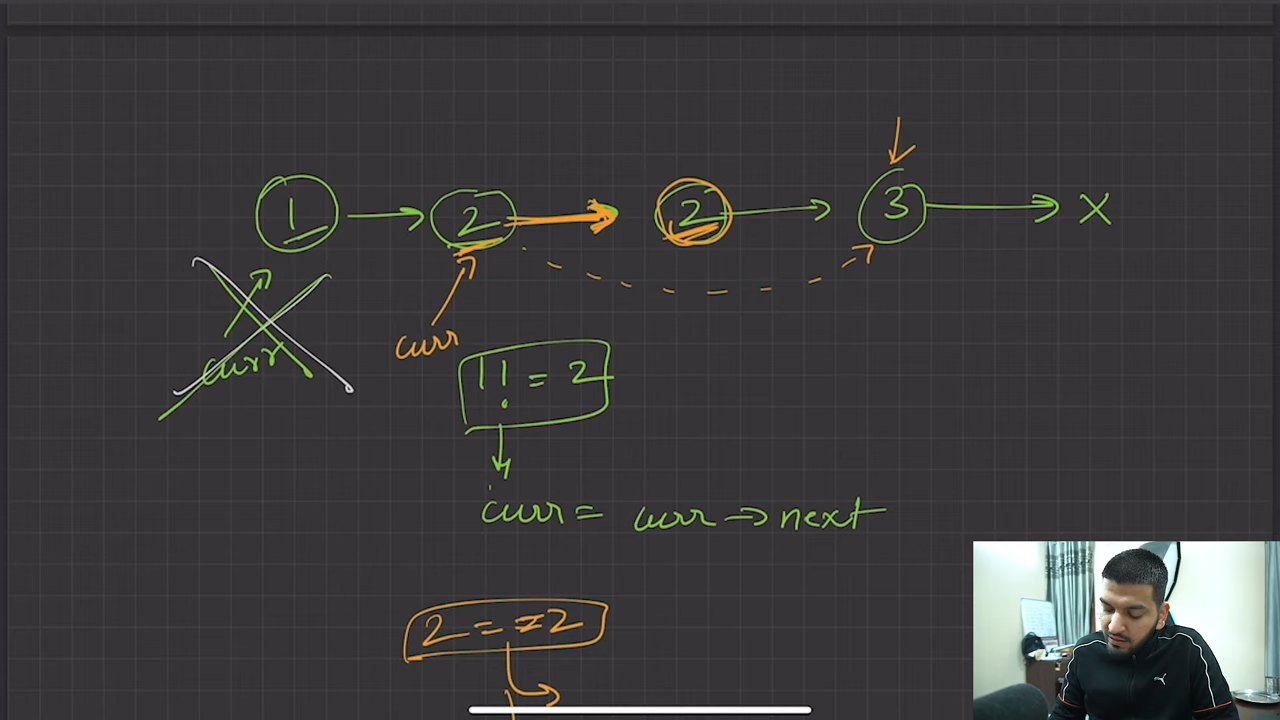 1 2 2 3 X
curr
curr
1 != 2
curr = curr → next
2 == 2